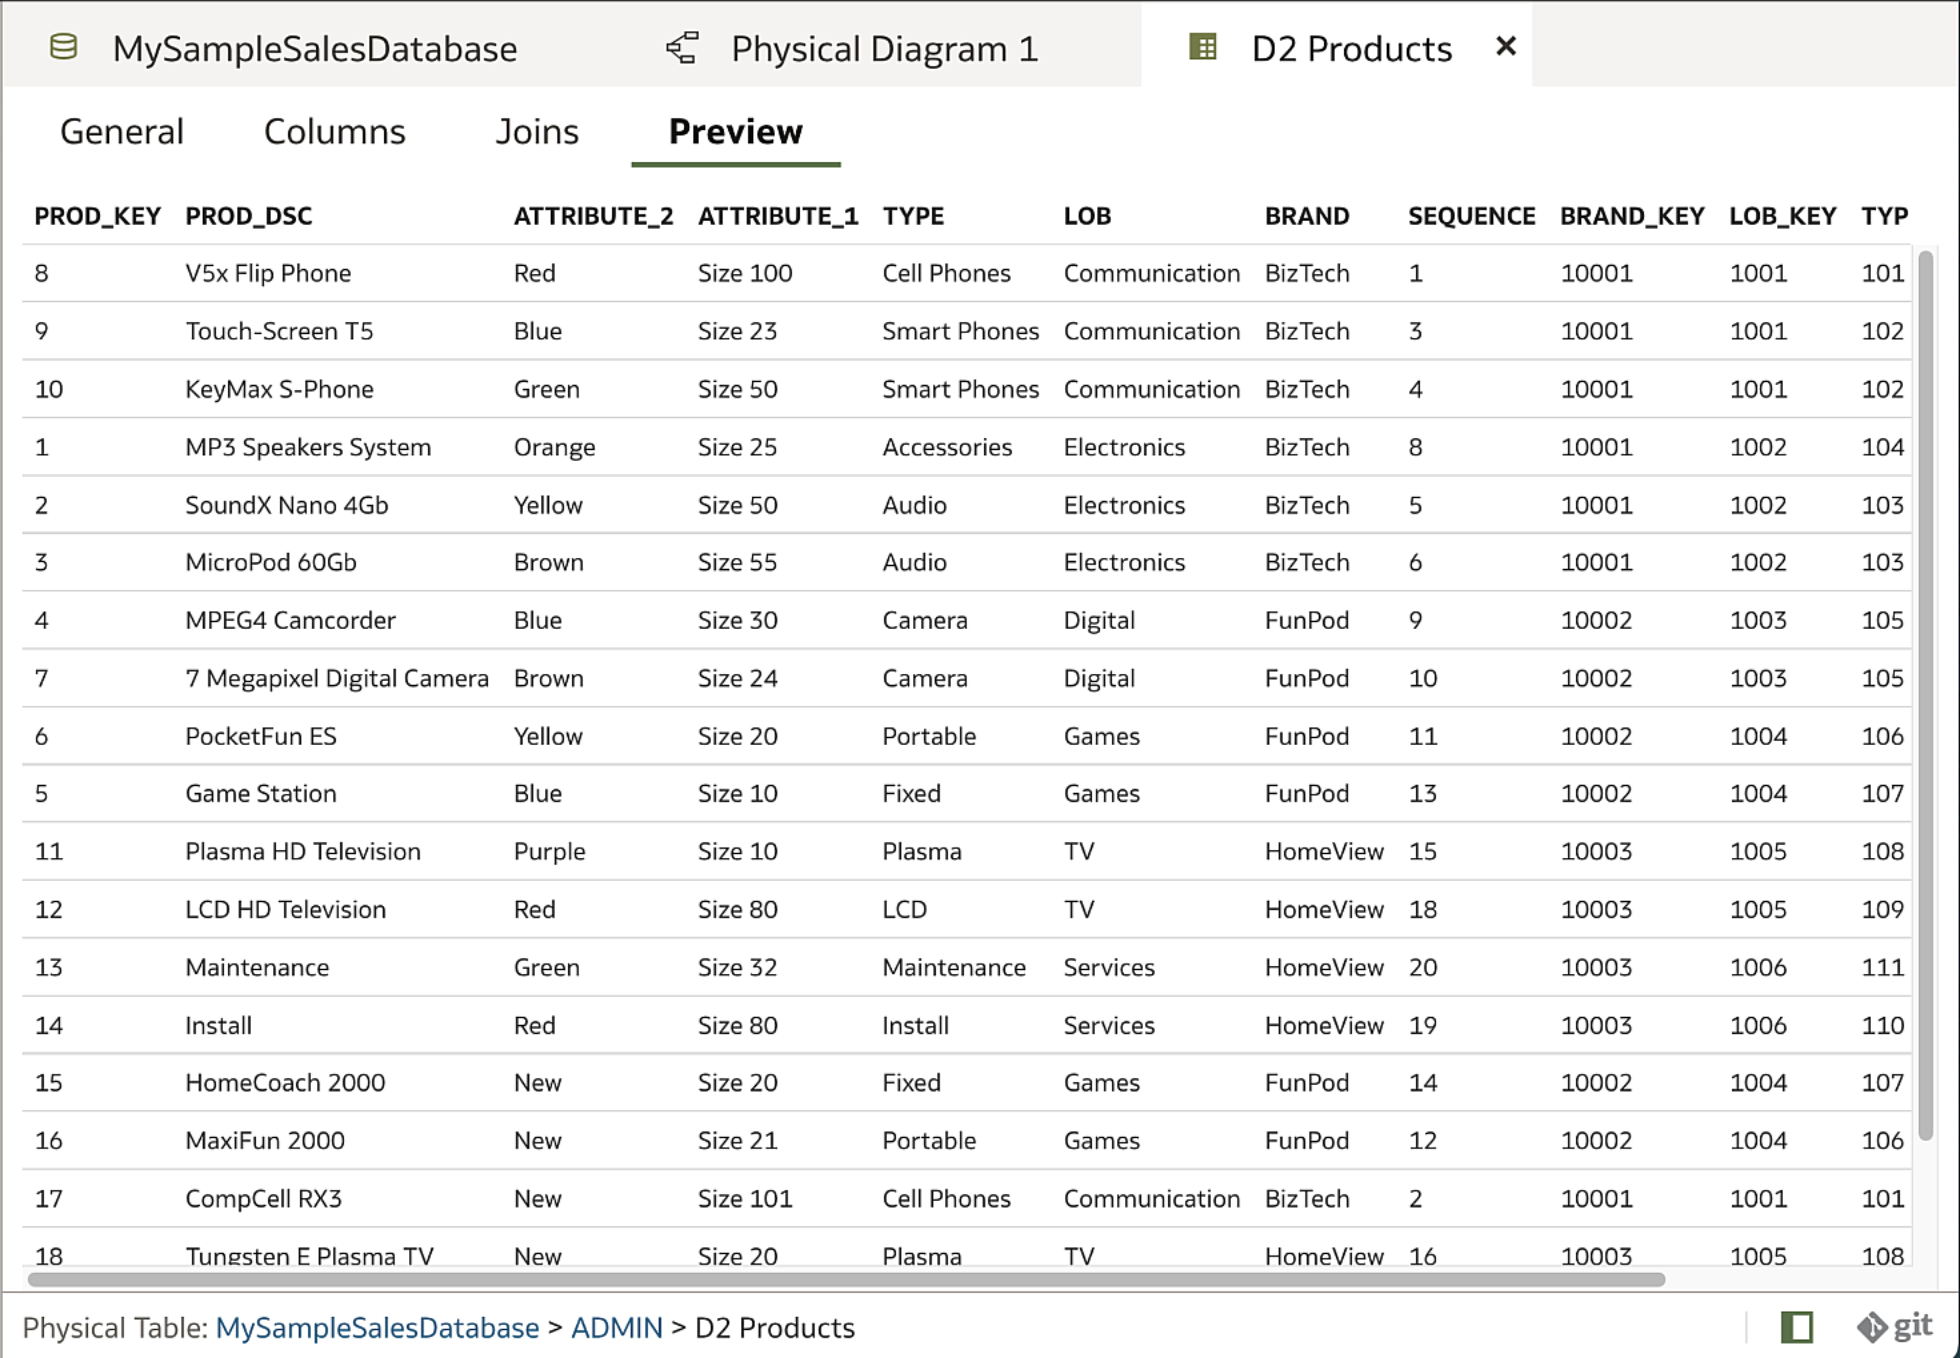 MySampleSalesDatabase Physical Diagram 1 D2 Products ×
General Columns Joins Preview
PROD_KEY PROD_DSC ATTRIBUTE_2 ATTRIBUTE_1 TYPE LOB BRAND SEQUENCE BRAND_KEY LOB_KEY TYP
8 V5x Flip Phone Red Size 100 Cell Phones Communication BizTech 1 10001 1001 101
9 Touch-Screen T5 Blue Size 23 Smart Phones Communication BizTech 3 10001 1001 102
10 KeyMax S-Phone Green Size 50 Smart Phones Communication BizTech 4 10001 1001 102
1 MP3 Speakers System Orange Size 25 Accessories Electronics BizTech 8 10001 1002 104
2 SoundX Nano 4Gb Yellow Size 50 Audio Electronics BizTech 5 10001 1002 103
3 MicroPod 60Gb Brown Size 55 Audio Electronics BizTech 6 10001 1002 103
4 MPEG4 Camcorder Blue Size 30 Camera Digital FunPod 9 10002 1003 105
7 7 Megapixel Digital Camera Brown Size 24 Camera Digital FunPod 10 10002 1003 105
6 PocketFun ES Yellow Size 20 Portable Games FunPod 11 10002 1004 106
5 Game Station Blue Size 10 Fixed Games FunPod 13 10002 1004 107
11 Plasma HD Television Purple Size 10 Plasma TV HomeView 15 10003 1005 108
12 LCD HD Television Red Size 80 LCD TV HomeView 18 10003 1005 109
13 Maintenance Green Size 32 Maintenance Services HomeView 20 10003 1006 111
14 Install Red Size 80 Install Services HomeView 19 10003 1006 110
15 HomeCoach 2000 New Size 20 Fixed Games FunPod 14 10002 1004 107
16 MaxiFun 2000 New Size 21 Portable Games FunPod 12 10002 1004 106
17 CompCell RX3 New Size 101 Cell Phones Communication BizTech 2 10001 1001 101
18 Tungsten E Plasma TV New Size 20 Plasma TV HomeView 16 10003 1005 108
Physical Table: MySampleSalesDatabase > ADMIN > D2 Products git